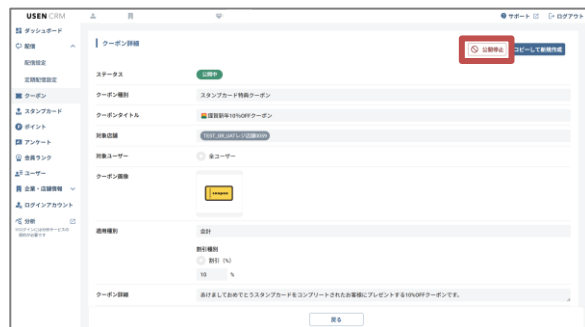 USEN CRM
サポート
ログアウト
ダッシュボード
配信
配信設定
定期配信設定
クーポン
スタンプカード
ポイント
アンケート
会員ランク
ユーザー
企業・店舗情報
ログインアカウント
分析
クーポン詳細
公開停止
コピーして新規作成
ステータス
公開中
クーポン種別
スタンプカード特典クーポン
クーポンタイトル
🌅謹賀新年10%OFFクーポン
対象店舗
対象ユーザー
全ユーザー
クーポン画像
適用種別
会計
割引種別
割引（%）
10 %
クーポン詳細
あけましておめでとうスタンプカードをコンプリートされたお客様にプレゼントする10%OFFクーポンです。
戻る